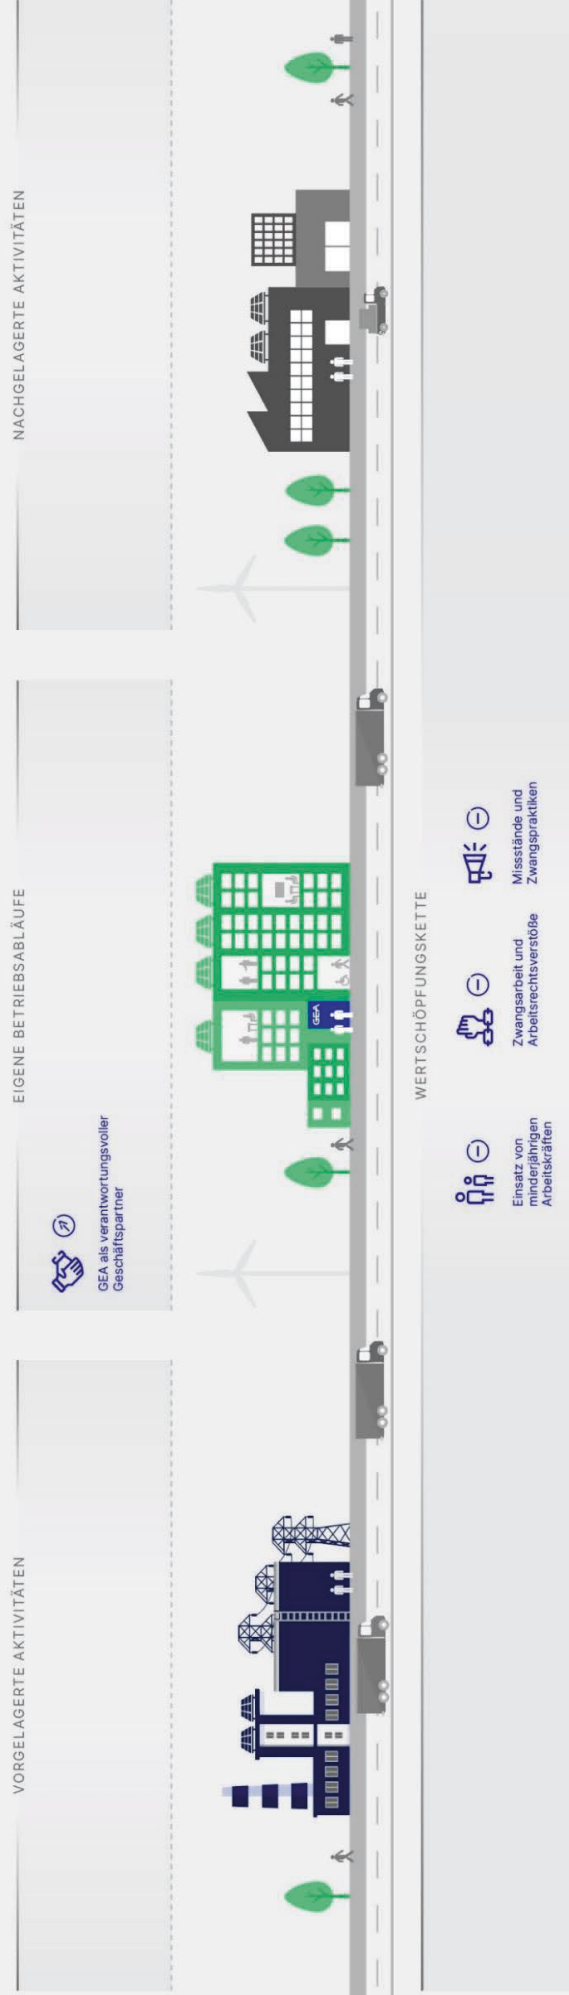 VORGELAGERTE AKTIVITÄTEN
EIGENE BETRIEBSABLÄUFE
NACHGELAGERTE AKTIVITÄTEN
GEA als verantwortungsvoller
Geschäftspartner
GEA
WERTSCHÖPFUNGSKETTE
Einsatz von
minderjährigen
Arbeitskräften
Zwangsarbeit und
Arbeitsrechtsverstöße
Missstände und
Zwangspraktiken